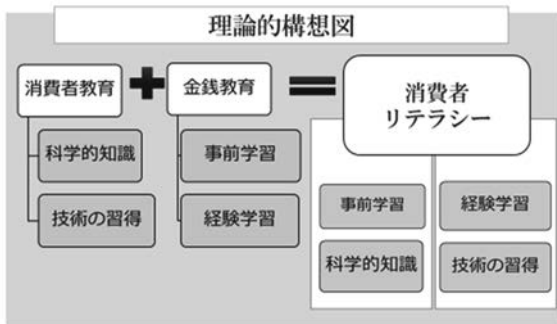 理論的構想図
消費者教育
金銭教育
消費者
リテラシー
科学的知識
技術の習得
事前学習
経験学習
事前学習
経験学習
科学的知識
技術の習得